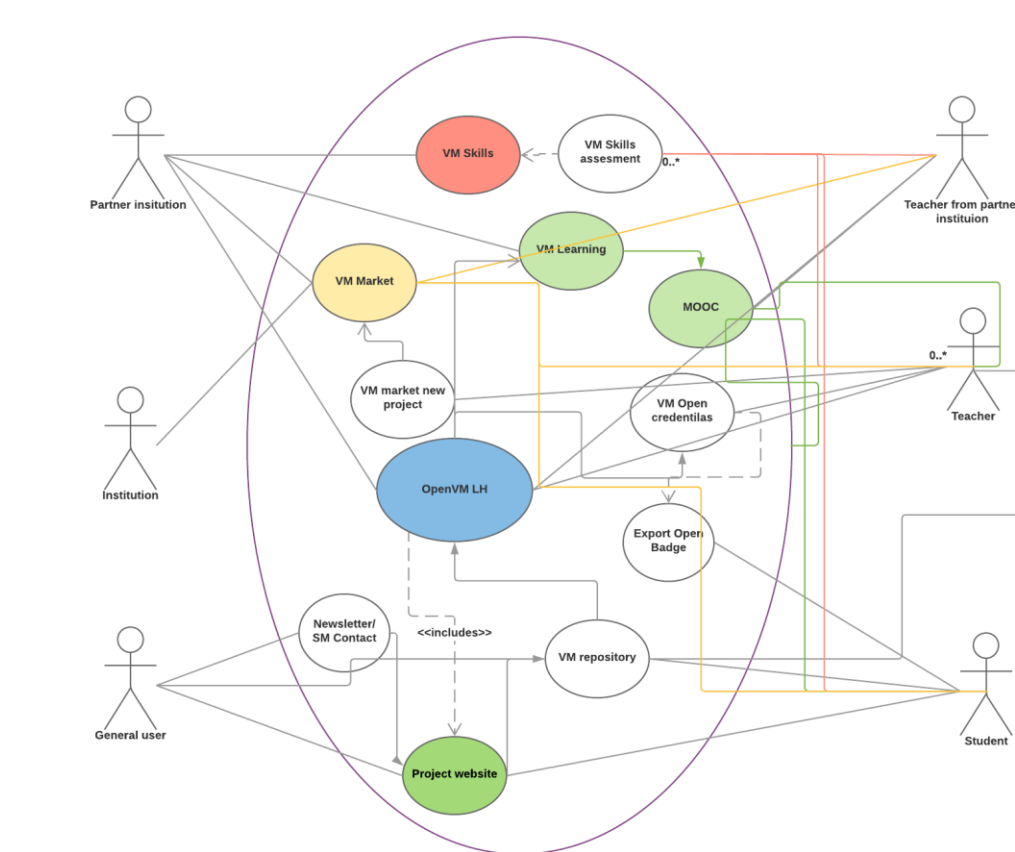 VM Skills
VM Skills
assesment
0..*
Partner insitution
Teacher from partne
instituion
VM Learning
VM Market
MOOC
0..*
VM market new
project
VM Open
credentilas
Teacher
OpenVM LH
Institution
Export Open
Badge
Newsletter/
SM Contact
<<includes>>
VM repository
General user
Student
Project website